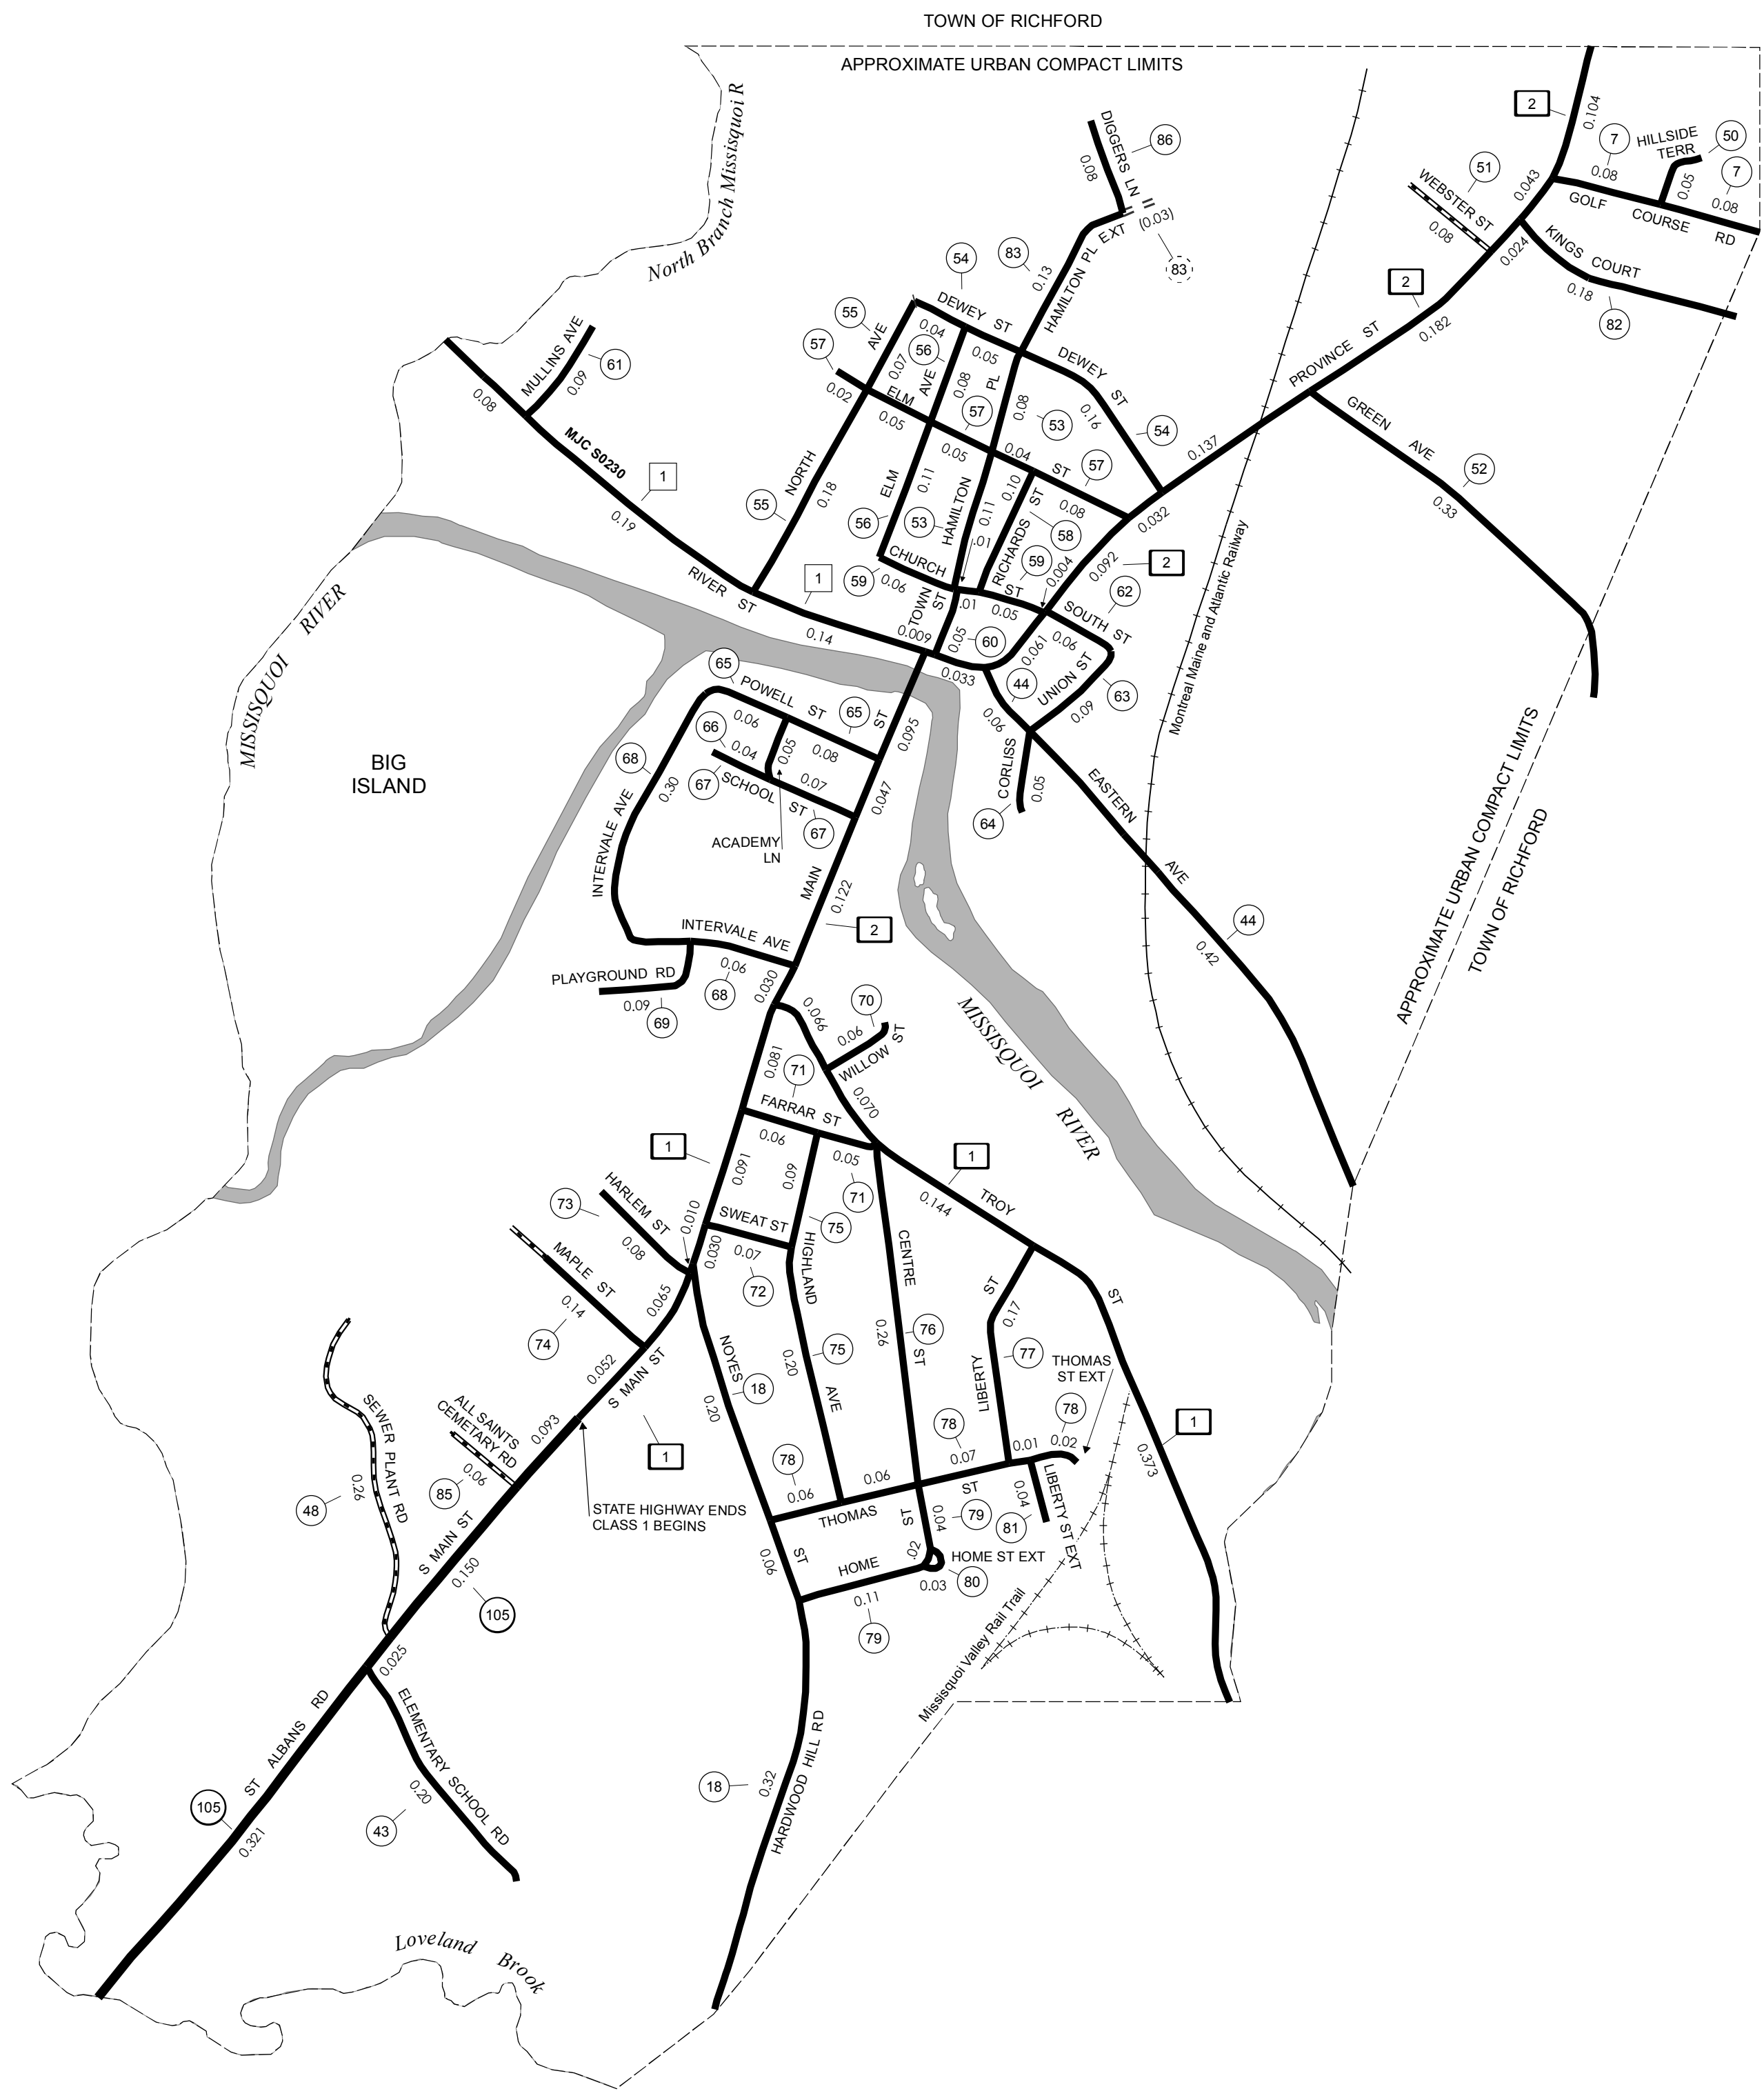 TOWN OF RICHFORD
APPROXIMATE URBAN COMPACT LIMITS
North Branch Missisquoi R
DIGGERS LN
86
0.08
(0.03)
83
HAMILTON PL EXT
83
0.13
2
0.104
7
0.08
HILLSIDE
TERR
50
0.05
7
0.08
GOLF COURSE RD
51
WEBSTER ST
0.08
0.043
0.024
KINGS COURT
0.18
82
2
0.182
PROVINCE ST
0.137
GREEN AVE
52
0.33
54
DEWEY ST
0.04
0.05
DEWEY ST
0.16
54
55
NORTH AVE
0.07
0.18
55
57
0.02
ELM ST
0.05
57
0.05
0.04
57
0.08
56
ELM AVE
0.08
0.11
56
HAMILTON PL
0.08
53
0.11
53
.01
RICHARDS ST
0.10
58
59
CHURCH ST
0.06
59
.01
0.05
0.004
0.032
0.092
2
MULLINS AVE
61
0.09
0.08
MJC S0230
1
0.19
RIVER ST
1
0.14
0.009
TOWN ST
0.05
60
0.033
0.061
SOUTH ST
62
0.06
UNION ST
63
0.09
44
0.06
CORLISS
0.05
64
EASTERN AVE
44
0.42
Montreal Maine and Atlantic Railway
MISSISQUOI RIVER
BIG
ISLAND
65
POWELL ST
65
0.06
0.08
66
0.05
0.04
0.07
67
SCHOOL ST
67
ACADEMY
LN
68
0.30
INTERVALE AVE
INTERVALE AVE
0.06
68
PLAYGROUND RD
0.09
69
MAIN ST
0.095
0.047
0.122
2
0.030
0.066
70
0.06
WILLOW ST
0.070
0.081
71
FARRAR ST
0.06
0.05
71
1
0.091
0.09
75
SWEAT ST
0.07
72
0.010
0.030
73
HARLEM ST
0.08
MAPLE ST
0.14
74
0.065
0.052
S MAIN ST
1
0.093
STATE HIGHWAY ENDS
CLASS 1 BEGINS
ALL SAINTS
CEMETARY RD
0.06
85
SEWER PLANT RD
0.26
48
S MAIN ST
0.150
105
0.025
ST ALBANS RD
105
0.321
ELEMENTARY SCHOOL RD
0.20
43
NOYES ST
18
0.20
0.06
HIGHLAND AVE
75
0.20
CENTRE ST
76
0.26
1
TROY ST
0.144
1
0.373
LIBERTY ST
0.17
77
THOMAS
ST EXT
78
0.02
0.01
78
0.07
0.06
78
0.06
THOMAS ST
0.04
81
LIBERTY ST EXT
HOME ST
0.04
79
.02
HOME ST EXT
0.03
80
0.11
79
HARDWOOD HILL RD
18
0.32
Missisquoi Valley Rail Trail
MISSISQUOI RIVER
APPROXIMATE URBAN COMPACT LIMITS
TOWN OF RICHFORD
Loveland Brook